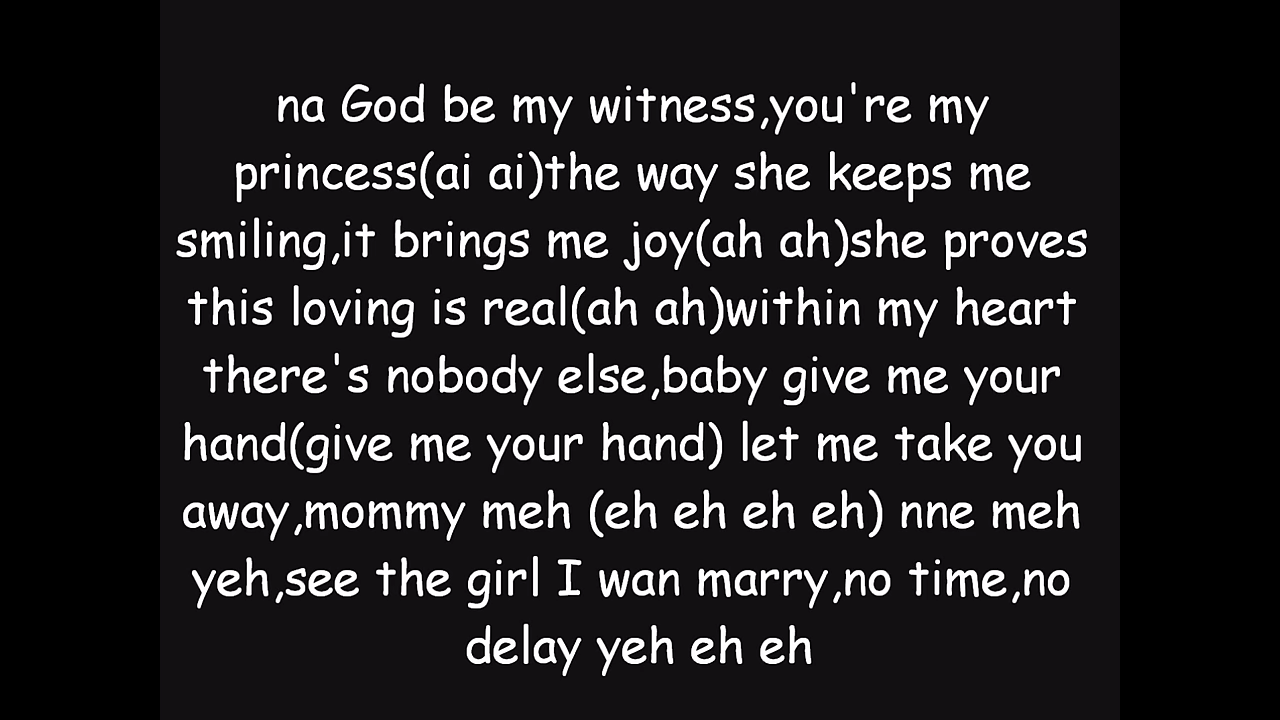 na God be my witness,you're my
princess(ai ai)the way she keeps me
smiling,it brings me joy(ah ah)she proves
this loving is real(ah ah)within my heart
there's nobody else,baby give me your
hand(give me your hand) let me take you
away,mommy meh (eh eh eh eh) nne meh
yeh,see the girl I wan marry,no time,no
delay yeh eh eh